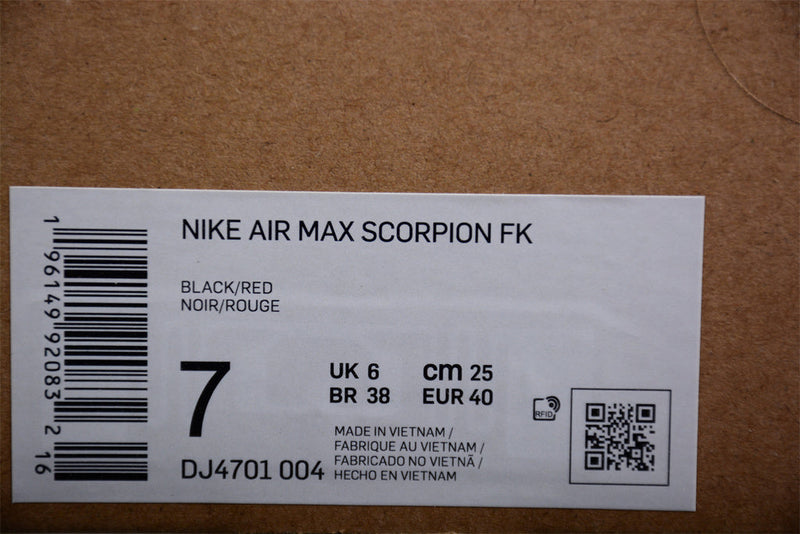 NIKE AIR MAX SCORPION FK
BLACK/RED
NOIR/ROUGE
7
UK 6 cm 25
BR 38 EUR 40
RFID
MADE IN VIETNAM /
FABRIQUE AU VIETNAM /
FABRICADO NO VIETNÃ /
HECHO EN VIETNAM
DJ4701 004
1 96149 92083 2 16